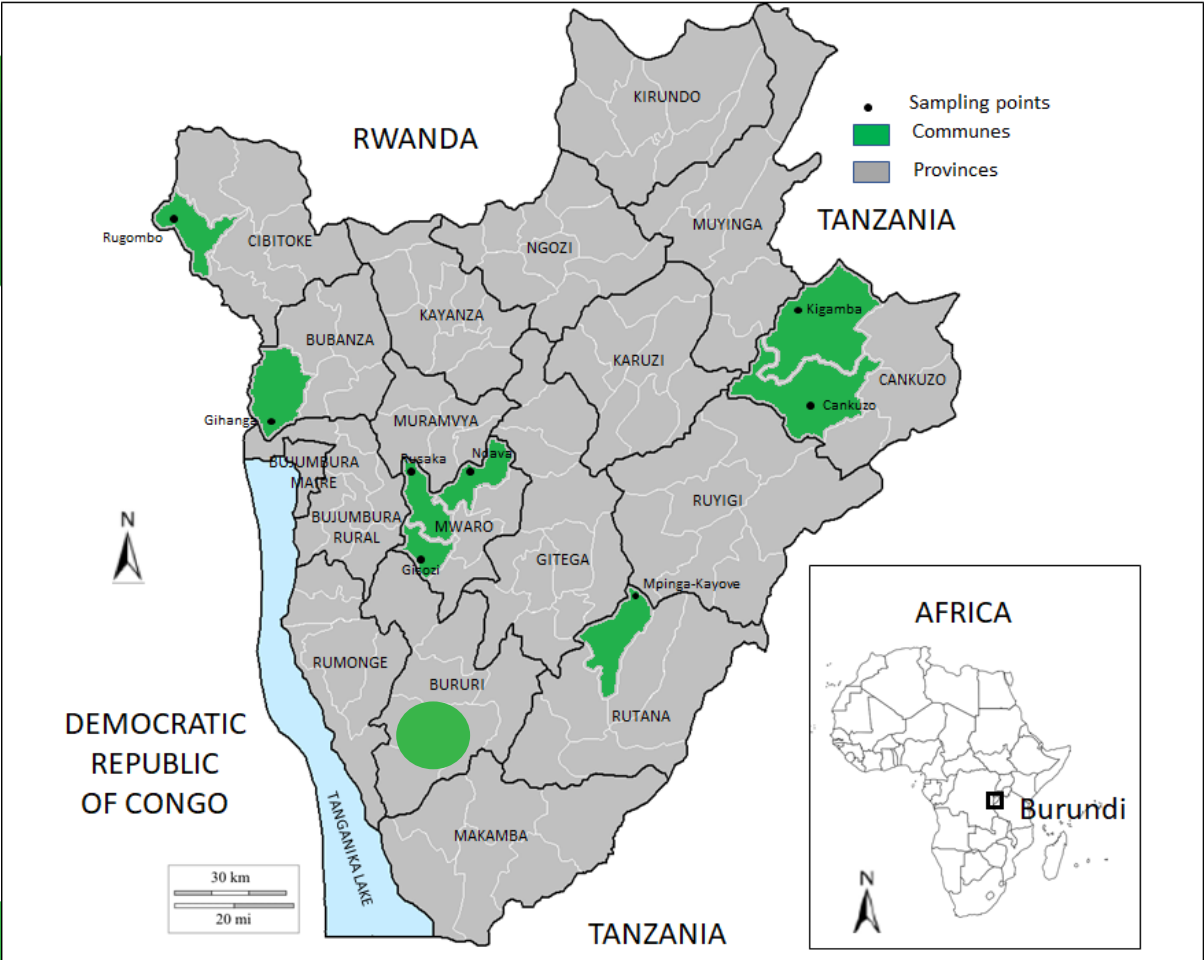 KIRUNDO
Sampling points
Communes
Provinces
RWANDA
TANZANIA
MUYINGA
Rugombo
CIBITOKE
NGOZI
Kigamba
KAYANZA
BUBANZA
KARUZI
CANKUZO
Cankuzo
Gihanga
MURAMVYA
Rusaka
Ndava
BUJUMBURA
MAIRE
RUYIGI
BUJUMBURA
RURAL
MWARO
N
GITEGA
Gisozi
Mpinga-Kayove
AFRICA
RUMONGE
BURURI
RUTANA
DEMOCRATIC
REPUBLIC
OF CONGO
TANGANIKA LAKE
Burundi
MAKAMBA
30 km
20 mi
N
TANZANIA